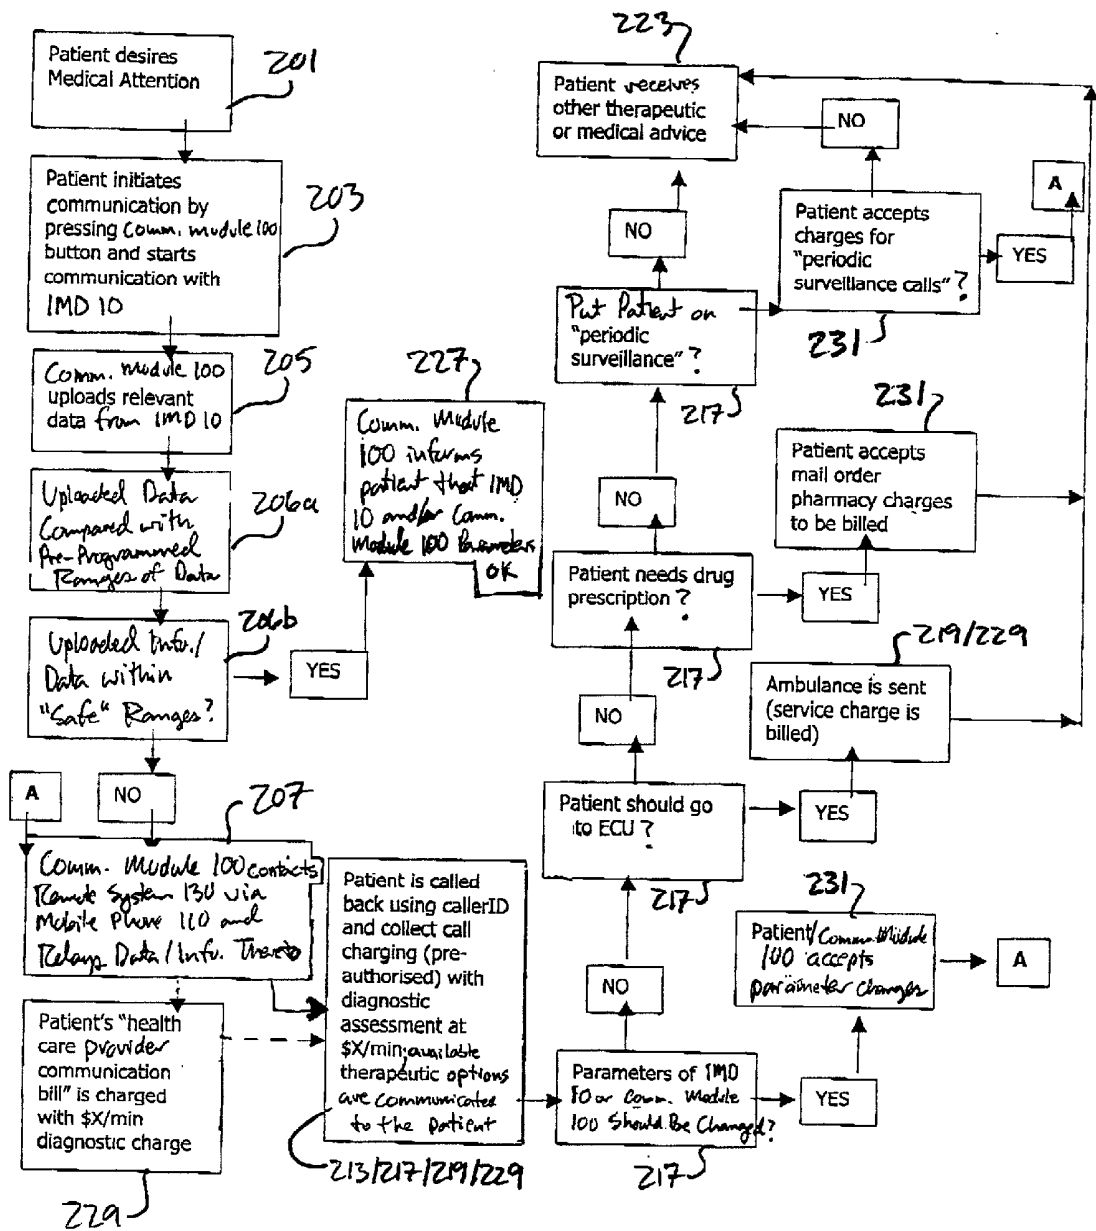 Patient desires
Medical Attention
201
Patient initiates
communication by
pressing Comm. Module 100
button and starts
communication with
IMD 10
203
Comm. Module 100
uploads relevant
data from IMD 10
205
Uploaded Data
Compared with
Pre-Programmed
Ranges of Data
206a
Uploaded Info./
Data within
"Safe" Ranges?
206b
YES
227
Comm. Module
100 informs
patient that IMD
10 and/or Comm.
Module 100 Parameters
OK
A
NO
207
Comm. Module 100 contacts
Remote System 130 via
Mobile Phone 110 and
Relays Data/Info. Thereto
Patient's "health
care provider
communication
bill" is charged
with $X/min
diagnostic charge
229
Patient is called
back using callerID
and collect call
charging (pre-
authorised) with
diagnostic
assessment at
$X/min; available
therapeutic options
are communicated
to the patient
213/217/219/229
Parameters of IMD
10 or Comm. Module
100 Should Be Changed?
217
YES
231
Patient/Comm. Module
100 accepts
parameter changes
A
NO
Patient should go
to ECU?
217
YES
219/229
Ambulance is sent
(service charge is
billed)
NO
Patient needs drug
prescription?
217
YES
231
Patient accepts
mail order
pharmacy charges
to be billed
NO
Put Patient on
"periodic
surveillance"?
217
Patient accepts
charges for
"periodic
surveillance calls"?
231
YES
A
NO
NO
223
Patient receives
other therapeutic
or medical advice